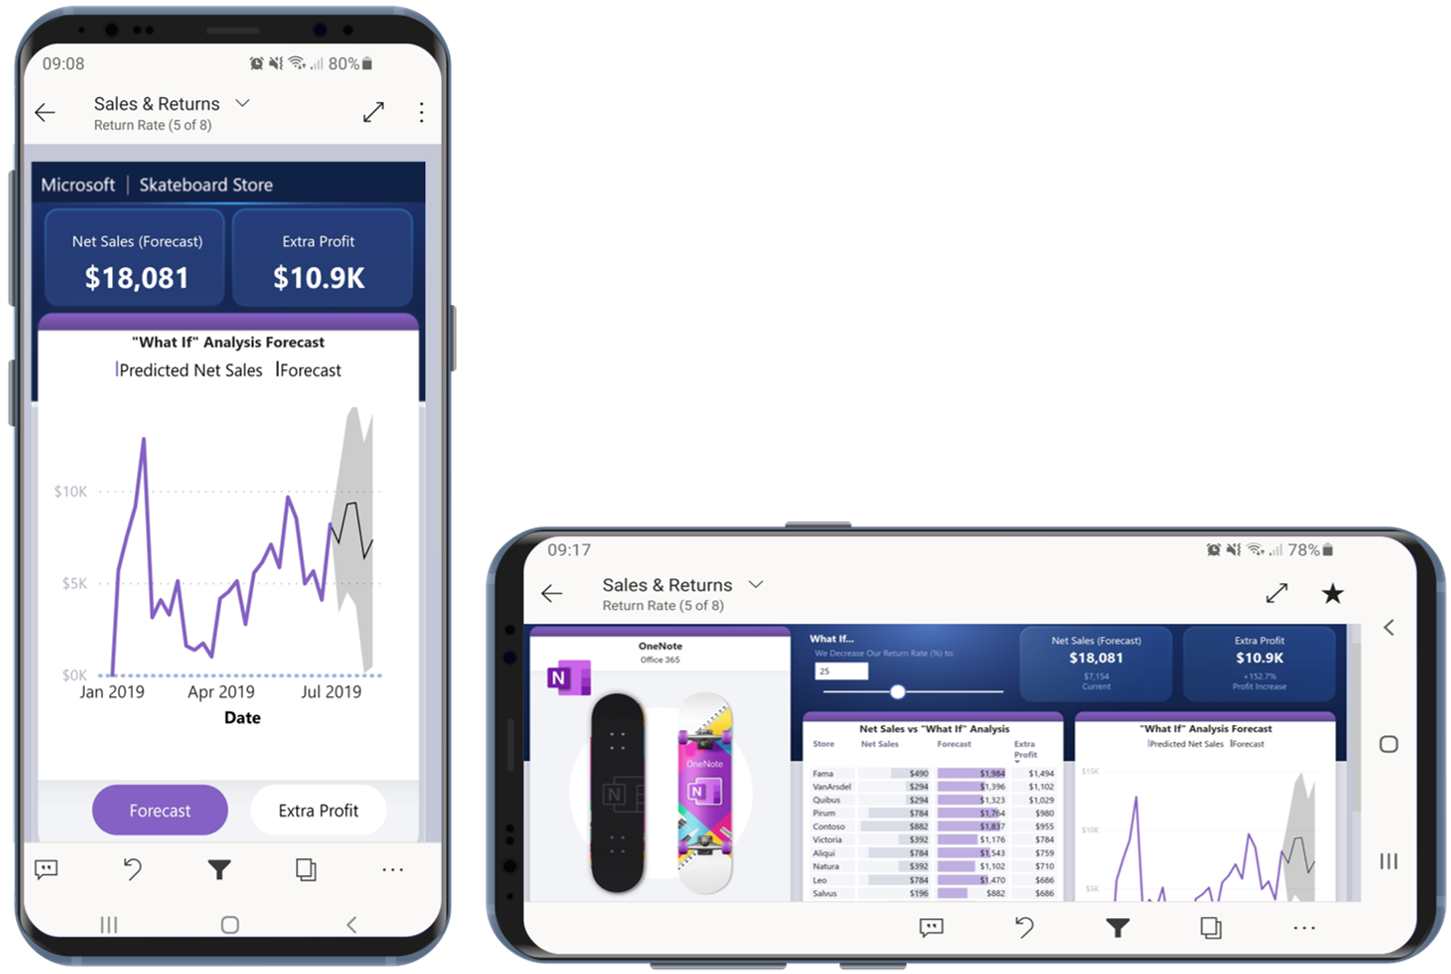 09:08
80%
Sales & Returns
Return Rate (5 of 8)
Microsoft | Skateboard Store
Net Sales (Forecast)
$18,081
Extra Profit
$10.9K
"What If" Analysis Forecast
Predicted Net Sales Forecast
$10K
$5K
$0K
Jan 2019 Apr 2019 Jul 2019
Date
Forecast
Extra Profit
09:17
78%
Sales & Returns
Return Rate (5 of 8)
OneNote
Office 365
N
N
OneNote
N
What If...
We Decrease Our Return Rate (%) to:
25
Net Sales (Forecast)
$18,081
$7,154
Current
Extra Profit
$10.9K
+152.7%
Profit Increase
Net Sales vs "What If" Analysis
Store Net Sales Forecast Extra Profit
Fama $490 $1,984 $1,494
VanArsdel $294 $1,396 $1,102
Quibus $294 $1,323 $1,029
Pirum $784 $1,764 $980
Contoso $882 $1,837 $955
Victoria $392 $1,176 $784
Aliqui $784 $1,543 $759
Natura $392 $1,102 $710
Leo $784 $1,470 $686
Salvus $196 $882 $686
"What If" Analysis Forecast
Predicted Net Sales Forecast
$15K
$10K
$5K